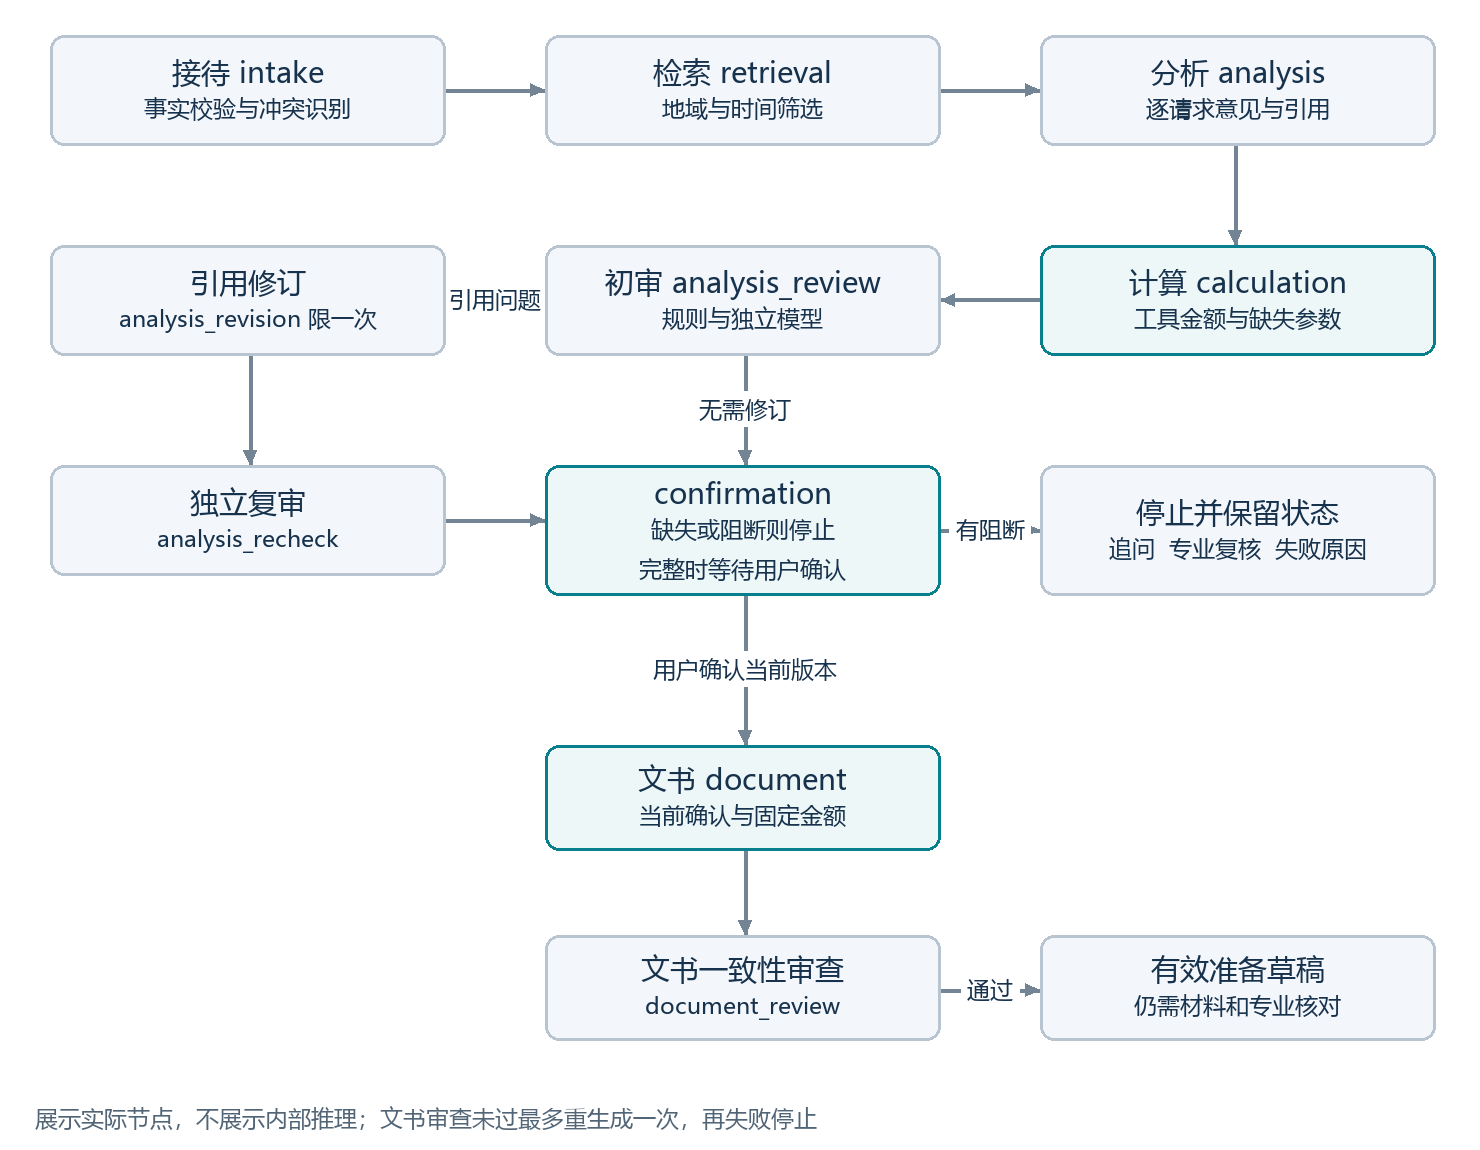 接待 intake
事实校验与冲突识别
检索 retrieval
地域与时间筛选
分析 analysis
逐请求意见与引用
引用修订
analysis_revision 限一次
引用问题
初审 analysis_review
规则与独立模型
计算 calculation
工具金额与缺失参数
无需修订
独立复审
analysis_recheck
confirmation
缺失或阻断则停止
完整时等待用户确认
有阻断
停止并保留状态
追问 专业复核 失败原因
用户确认当前版本
文书 document
当前确认与固定金额
文书一致性审查
document_review
通过
有效准备草稿
仍需材料和专业核对
展示实际节点，不展示内部推理；文书审查未过最多重生成一次，再失败停止